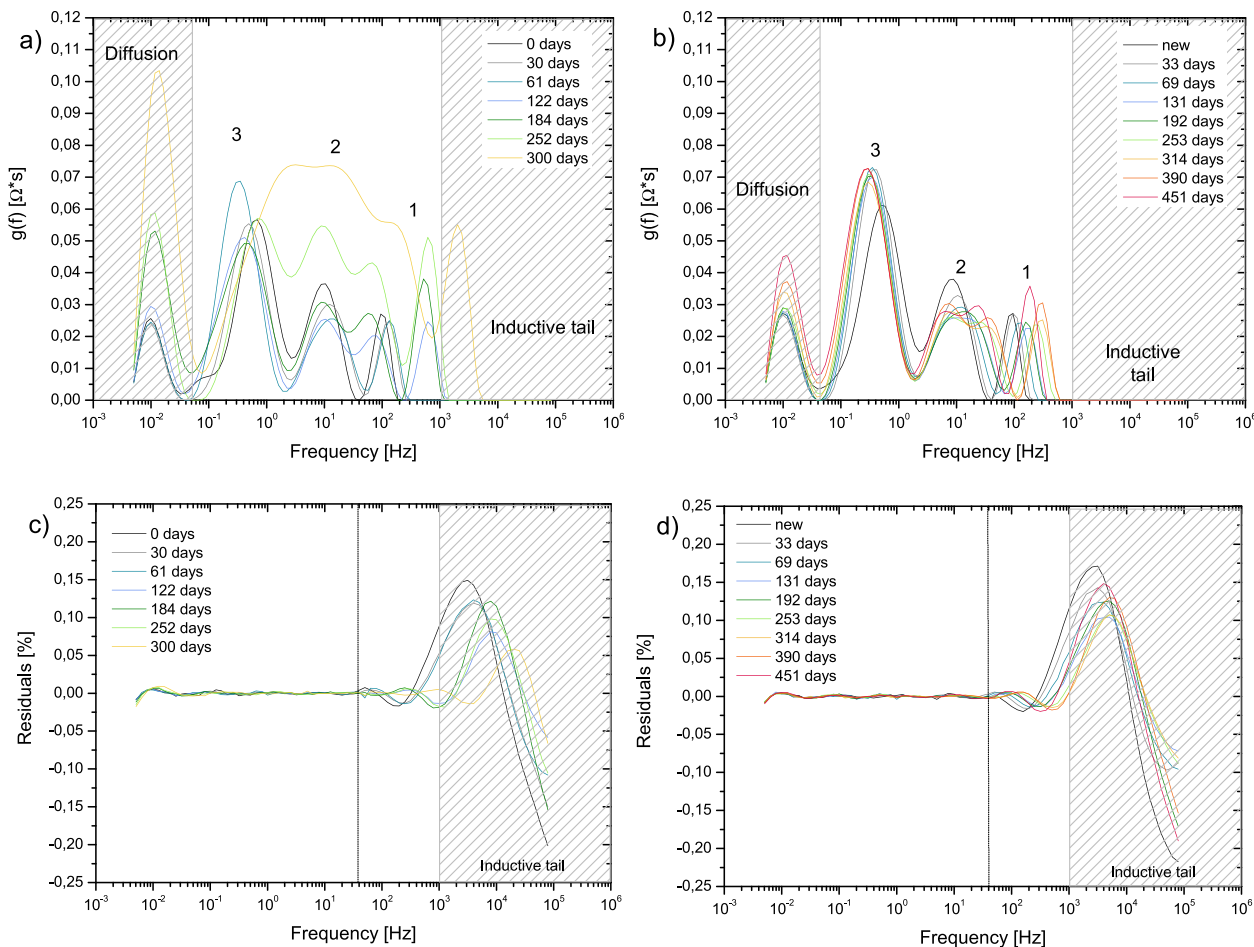 a)
0,12
0,11
0,10
0,09
0,08
0,07
0,06
0,05
0,04
0,03
0,02
0,01
0,00
g(f) [Ω*s]
Diffusion
3
2
1
Inductive tail
0 days
30 days
61 days
122 days
184 days
252 days
300 days
10⁻³ 10⁻² 10⁻¹ 10⁰ 10¹ 10² 10³ 10⁴ 10⁵ 10⁶
Frequency [Hz]
b)
0,12
0,11
0,10
0,09
0,08
0,07
0,06
0,05
0,04
0,03
0,02
0,01
0,00
g(f) [Ω*s]
Diffusion
3
2
1
Inductive
tail
new
33 days
69 days
131 days
192 days
253 days
314 days
390 days
451 days
10⁻³ 10⁻² 10⁻¹ 10⁰ 10¹ 10² 10³ 10⁴ 10⁵ 10⁶
Frequency [Hz]
c)
0,25
0,20
0,15
0,10
0,05
0,00
-0,05
-0,10
-0,15
-0,20
-0,25
Residuals [%]
0 days
30 days
61 days
122 days
184 days
252 days
300 days
Inductive tail
10⁻³ 10⁻² 10⁻¹ 10⁰ 10¹ 10² 10³ 10⁴ 10⁵ 10⁶
Frequency [Hz]
d)
0,25
0,20
0,15
0,10
0,05
0,00
-0,05
-0,10
-0,15
-0,20
-0,25
Residuals [%]
new
33 days
69 days
131 days
192 days
253 days
314 days
390 days
451 days
Inductive tail
10⁻³ 10⁻² 10⁻¹ 10⁰ 10¹ 10² 10³ 10⁴ 10⁵ 10⁶
Frequency [Hz]